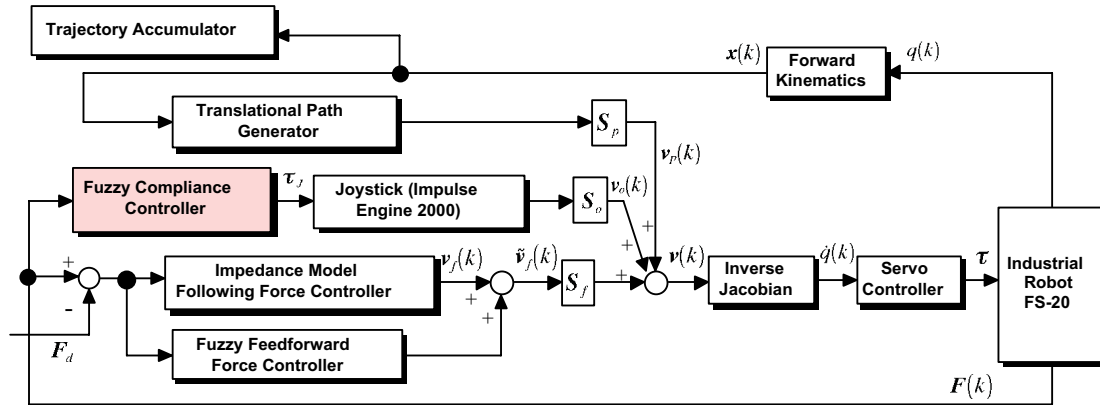 Trajectory Accumulator
x(k)
Forward
Kinematics
q(k)
Translational Path
Generator
S_p
v_P(k)
Fuzzy Compliance
Controller
τ_J
Joystick (Impulse
Engine 2000)
S_o
v_o(k)
+
+
+
-
F_d
Impedance Model
Following Force Controller
v_f(k)
+
+
ṽ_f(k)
S_f
+
v(k)
Inverse
Jacobian
q̇(k)
Servo
Controller
τ
Industrial
Robot
FS-20
Fuzzy Feedforward
Force Controller
F(k)